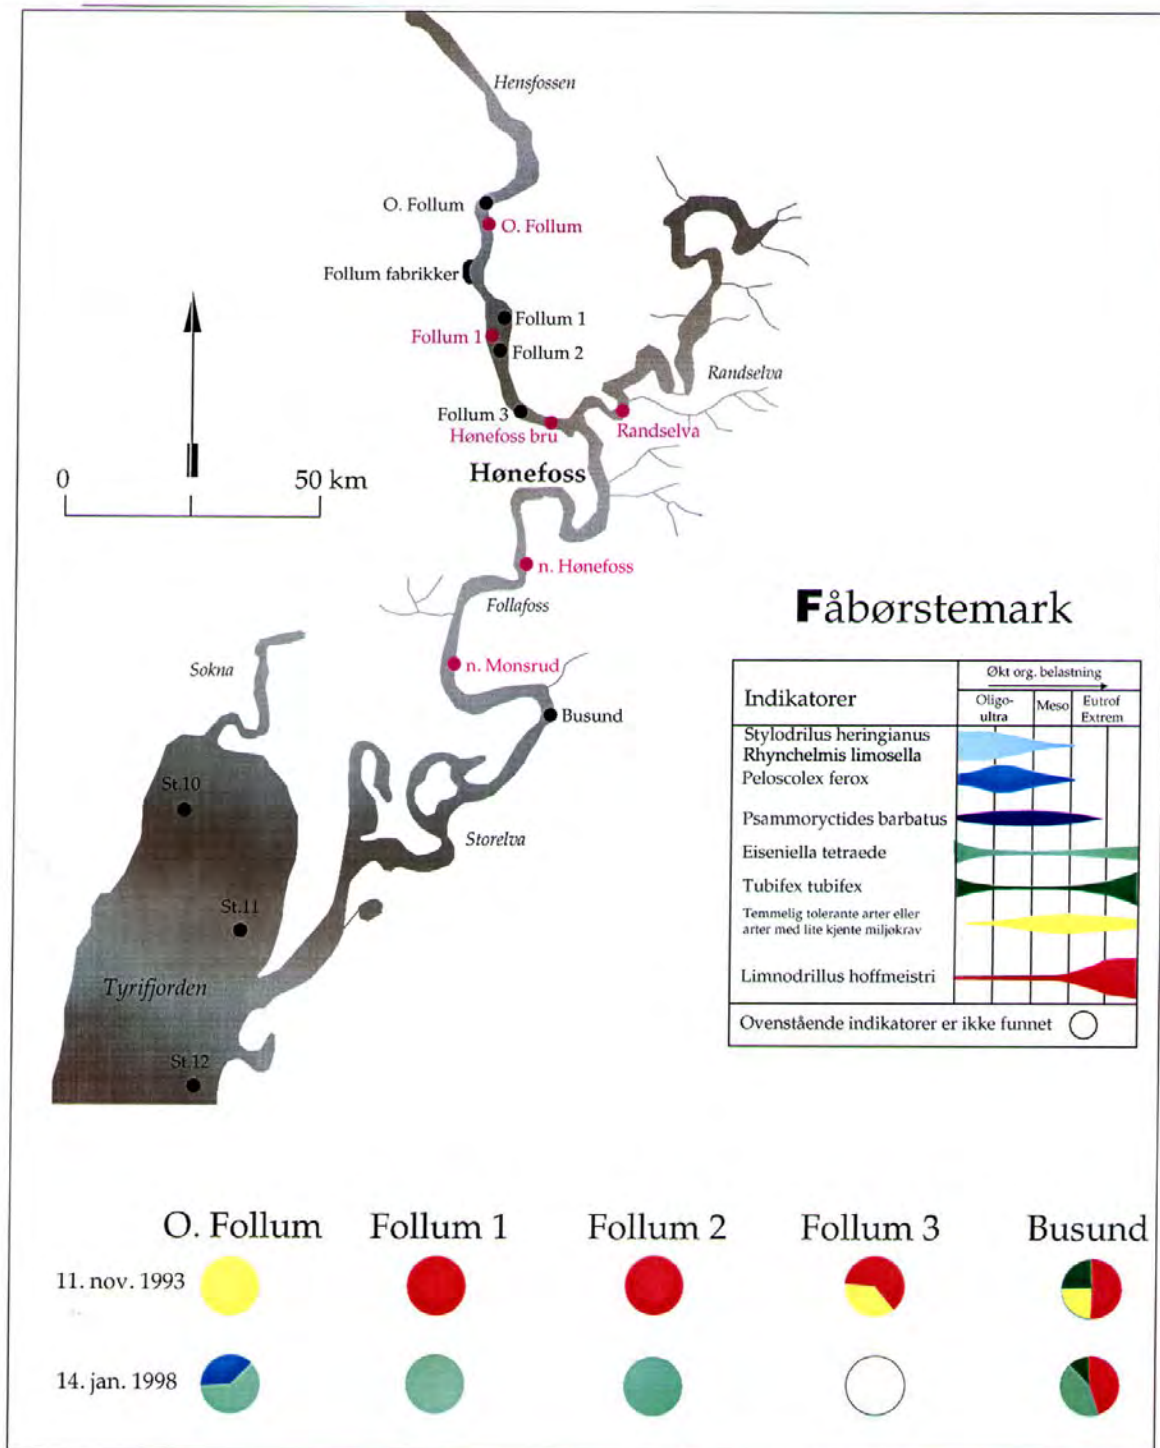 Hensfossen
O. Follum
O. Follum
Follum fabrikker
Follum 1
Follum 1
Follum 2
Randselva
Follum 3
Hønefoss bru
Randselva
0 50 km
Hønefoss
n. Hønefoss
Follafoss
Sokna
n. Monsrud
Busund
St.10
Storelva
St.11
Tyrifjorden
St.12
Fåbørstemark
Indikatorer
Økt org. belastning
Oligo-
ultra
Meso
Eutrof
Extrem
Stylodrilus heringianus
Rhynchelmis limosella
Peloscolex ferox
Psammoryctides barbatus
Eiseniella tetraede
Tubifex tubifex
Temmelig tolerante arter eller
arter med lite kjente miljøkrav
Limnodrillus hoffmeistri
Ovenstående indikatorer er ikke funnet
O. Follum Follum 1 Follum 2 Follum 3 Busund
11. nov. 1993
14. jan. 1998